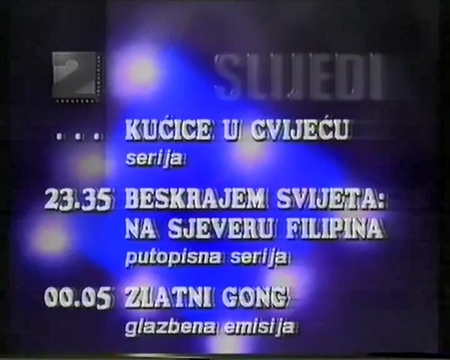 2
SLIJEDI
... KUĆICE U CVIJEĆU
serija
23.35 BESKRAJEM SVIJETA:
NA SJEVERU FILIPINA
putopisna serija
00.05 ZLATNI GONG
glazbena emisija